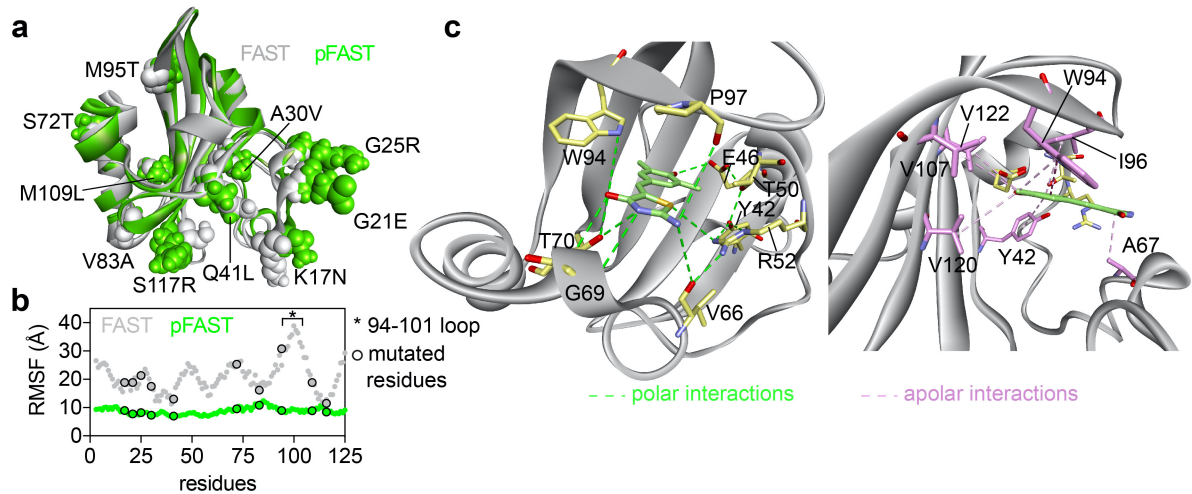 a
FAST pFAST
M95T
S72T
A30V
G25R
M109L
G21E
V83A
S117R
Q41L
K17N
b
FAST pFAST
*
* 94-101 loop
mutated
residues
RMSF (Å)
40
30
20
10
0
0 25 50 75 100 125
residues
c
P97
W94
E46
T50
Y42
T70
R52
G69
V66
polar interactions
W94
V122
I96
V107
V120
Y42
A67
apolar interactions